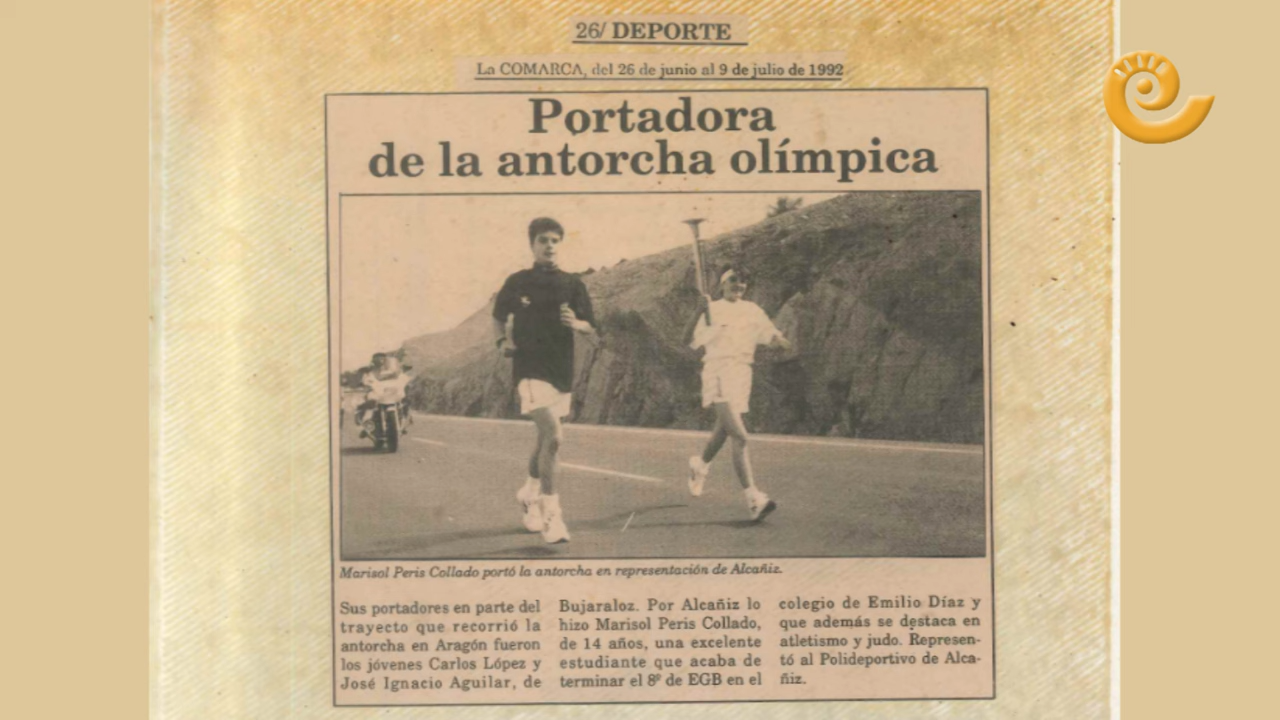 26/ DEPORTE
La COMARCA, del 26 de junio al 9 de julio de 1992
Portadora
de la antorcha olímpica
Marisol Peris Collado portó la antorcha en representación de Alcañiz.
Sus portadores en parte del
trayecto que recorrió la
antorcha en Aragón fueron
los jóvenes Carlos López y
José Ignacio Aguilar, de
Bujaraloz. Por Alcañiz lo
hizo Marisol Peris Collado,
de 14 años, una excelente
estudiante que acaba de
terminar el 8º de EGB en el
colegio de Emilio Díaz y
que además se destaca en
atletismo y judo. Represen-
tó al Polideportivo de Alca-
ñiz.